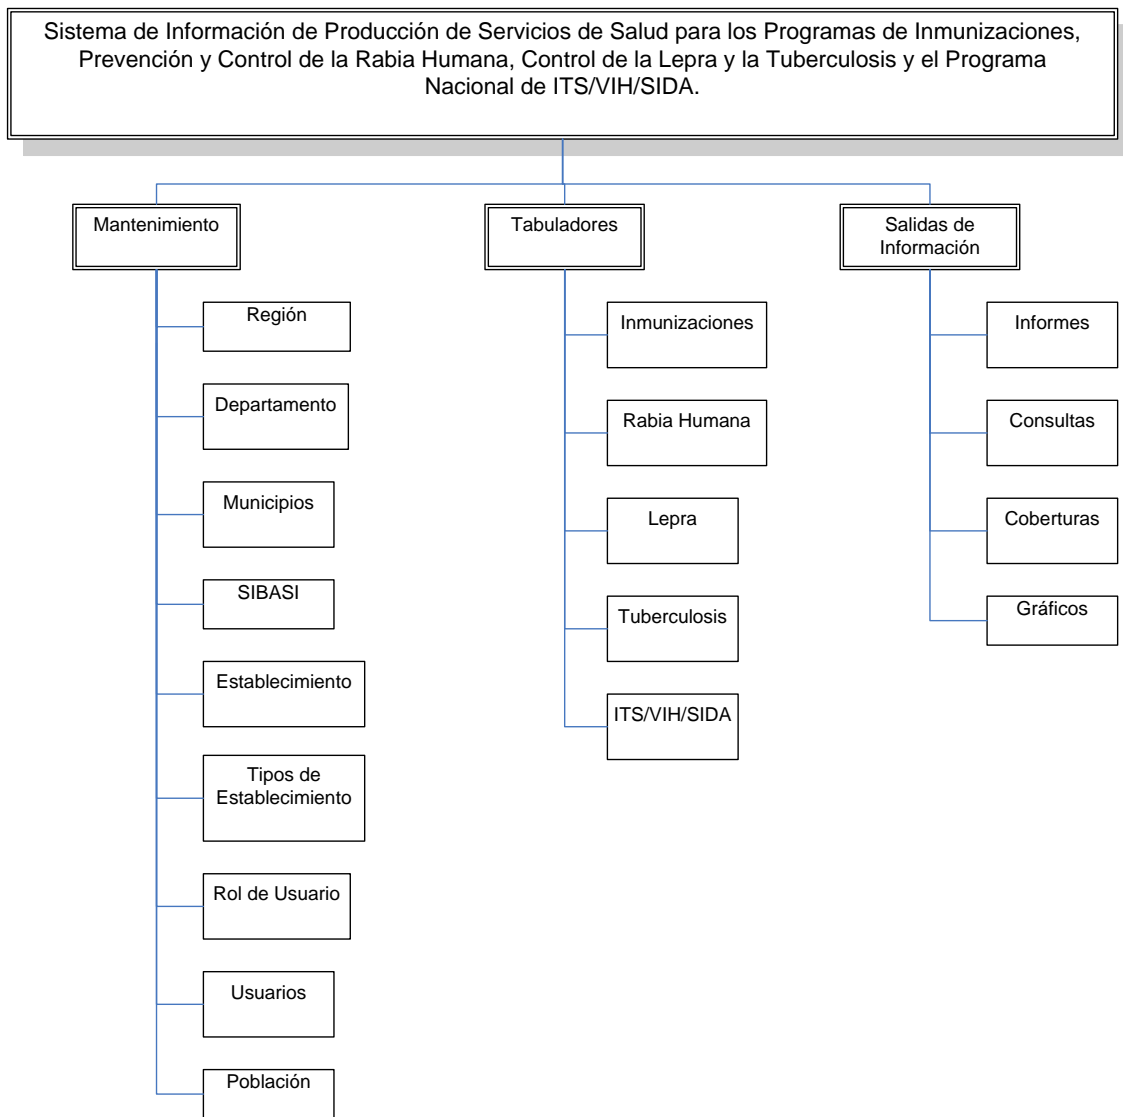 Sistema de Información de Producción de Servicios de Salud para los Programas de Inmunizaciones,
Prevención y Control de la Rabia Humana, Control de la Lepra y la Tuberculosis y el Programa
Nacional de ITS/VIH/SIDA.
Mantenimiento
Región
Departamento
Municipios
SIBASI
Establecimiento
Tipos de
Establecimiento
Rol de Usuario
Usuarios
Población
Tabuladores
Inmunizaciones
Rabia Humana
Lepra
Tuberculosis
ITS/VIH/SIDA
Salidas de
Información
Informes
Consultas
Coberturas
Gráficos